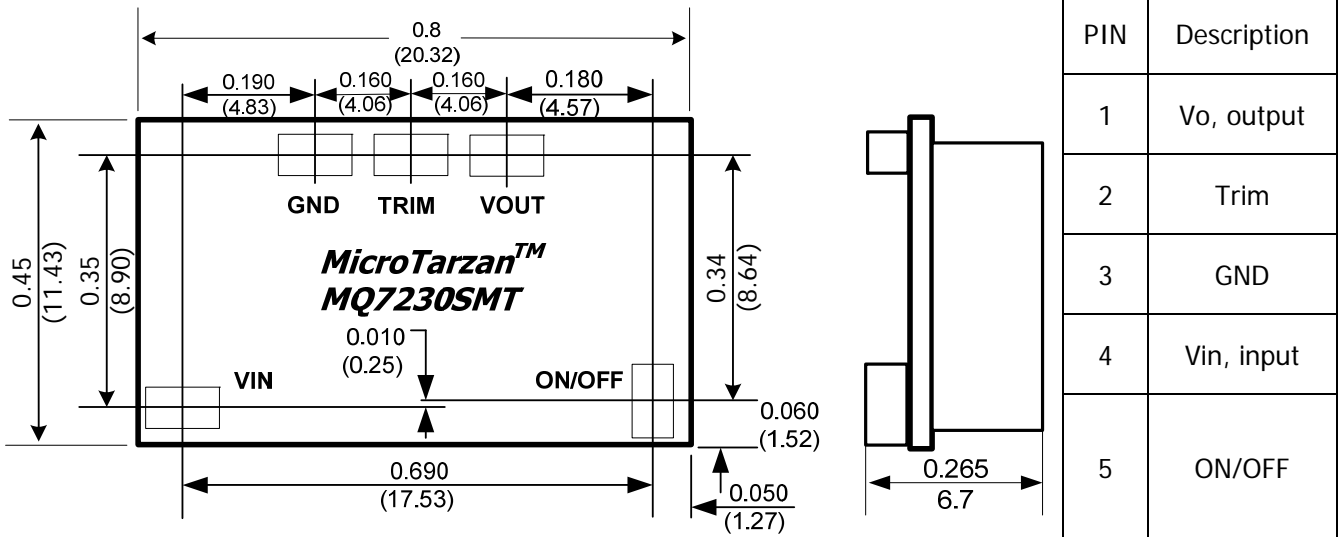 0.8
(20.32)
0.190
(4.83)
0.160
(4.06)
0.160
(4.06)
0.180
(4.57)
0.45
(11.43)
0.35
(8.90)
GND TRIM VOUT
MicroTarzan™
MQ7230SMT
0.34
(8.64)
0.010
(0.25)
VIN
ON/OFF
0.060
(1.52)
0.690
(17.53)
0.050
(1.27)
0.265
6.7
PIN Description
1 Vo, output
2 Trim
3 GND
4 Vin, input
5 ON/OFF